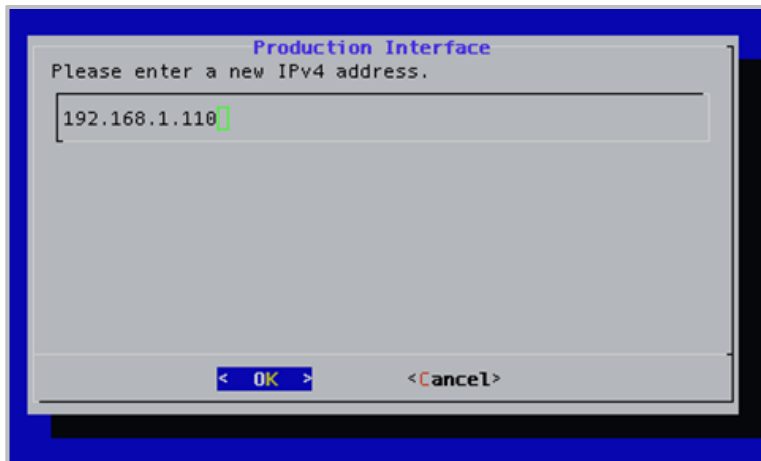 Production Interface
Please enter a new IPv4 address.
192.168.1.110
< OK > <Cancel>